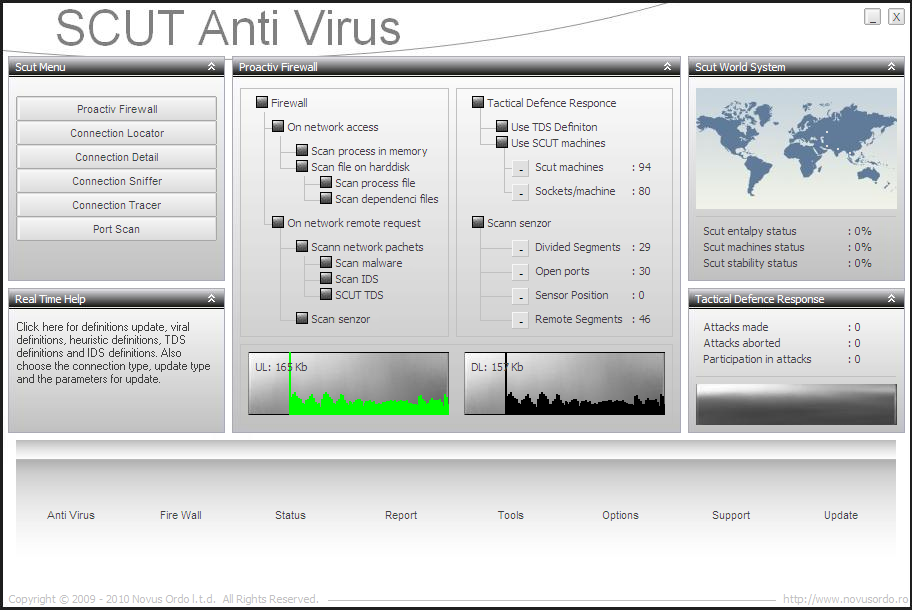 SCUT Anti Virus
_ X
Scut Menu
Proactiv Firewall
Connection Locator
Connection Detail
Connection Sniffer
Connection Tracer
Port Scan
Real Time Help
Click here for definitions update, viral
definitions, heuristic definitions, TDS
definitions and IDS definitions. Also
choose the connection type, update type
and the parameters for update.
Proactiv Firewall
Firewall
On network access
Scan process in memory
Scan file on harddisk
Scan process file
Scan dependenci files
On network remote request
Scann network pachets
Scan malware
Scan IDS
SCUT TDS
Scan senzor
Tactical Defence Responce
Use TDS Definiton
Use SCUT machines
- Scut machines : 94
- Sockets/machine : 80
Scann senzor
- Divided Segments : 29
- Open ports : 30
- Sensor Position : 0
- Remote Segments : 46
UL: 165 Kb
DL: 157 Kb
Scut World System
Scut entalpy status : 0%
Scut machines status : 0%
Scut stability status : 0%
Tactical Defence Response
Attacks made : 0
Attacks aborted : 0
Participation in attacks : 0
Anti Virus Fire Wall Status Report Tools Options Support Update
Copyright © 2009 - 2010 Novus Ordo l.t.d. All Rights Reserved. http://www.novusordo.ro